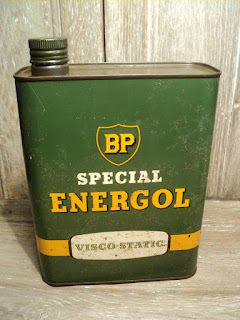 BP
SPECIAL
ENERGOL
VISCO-STATIC